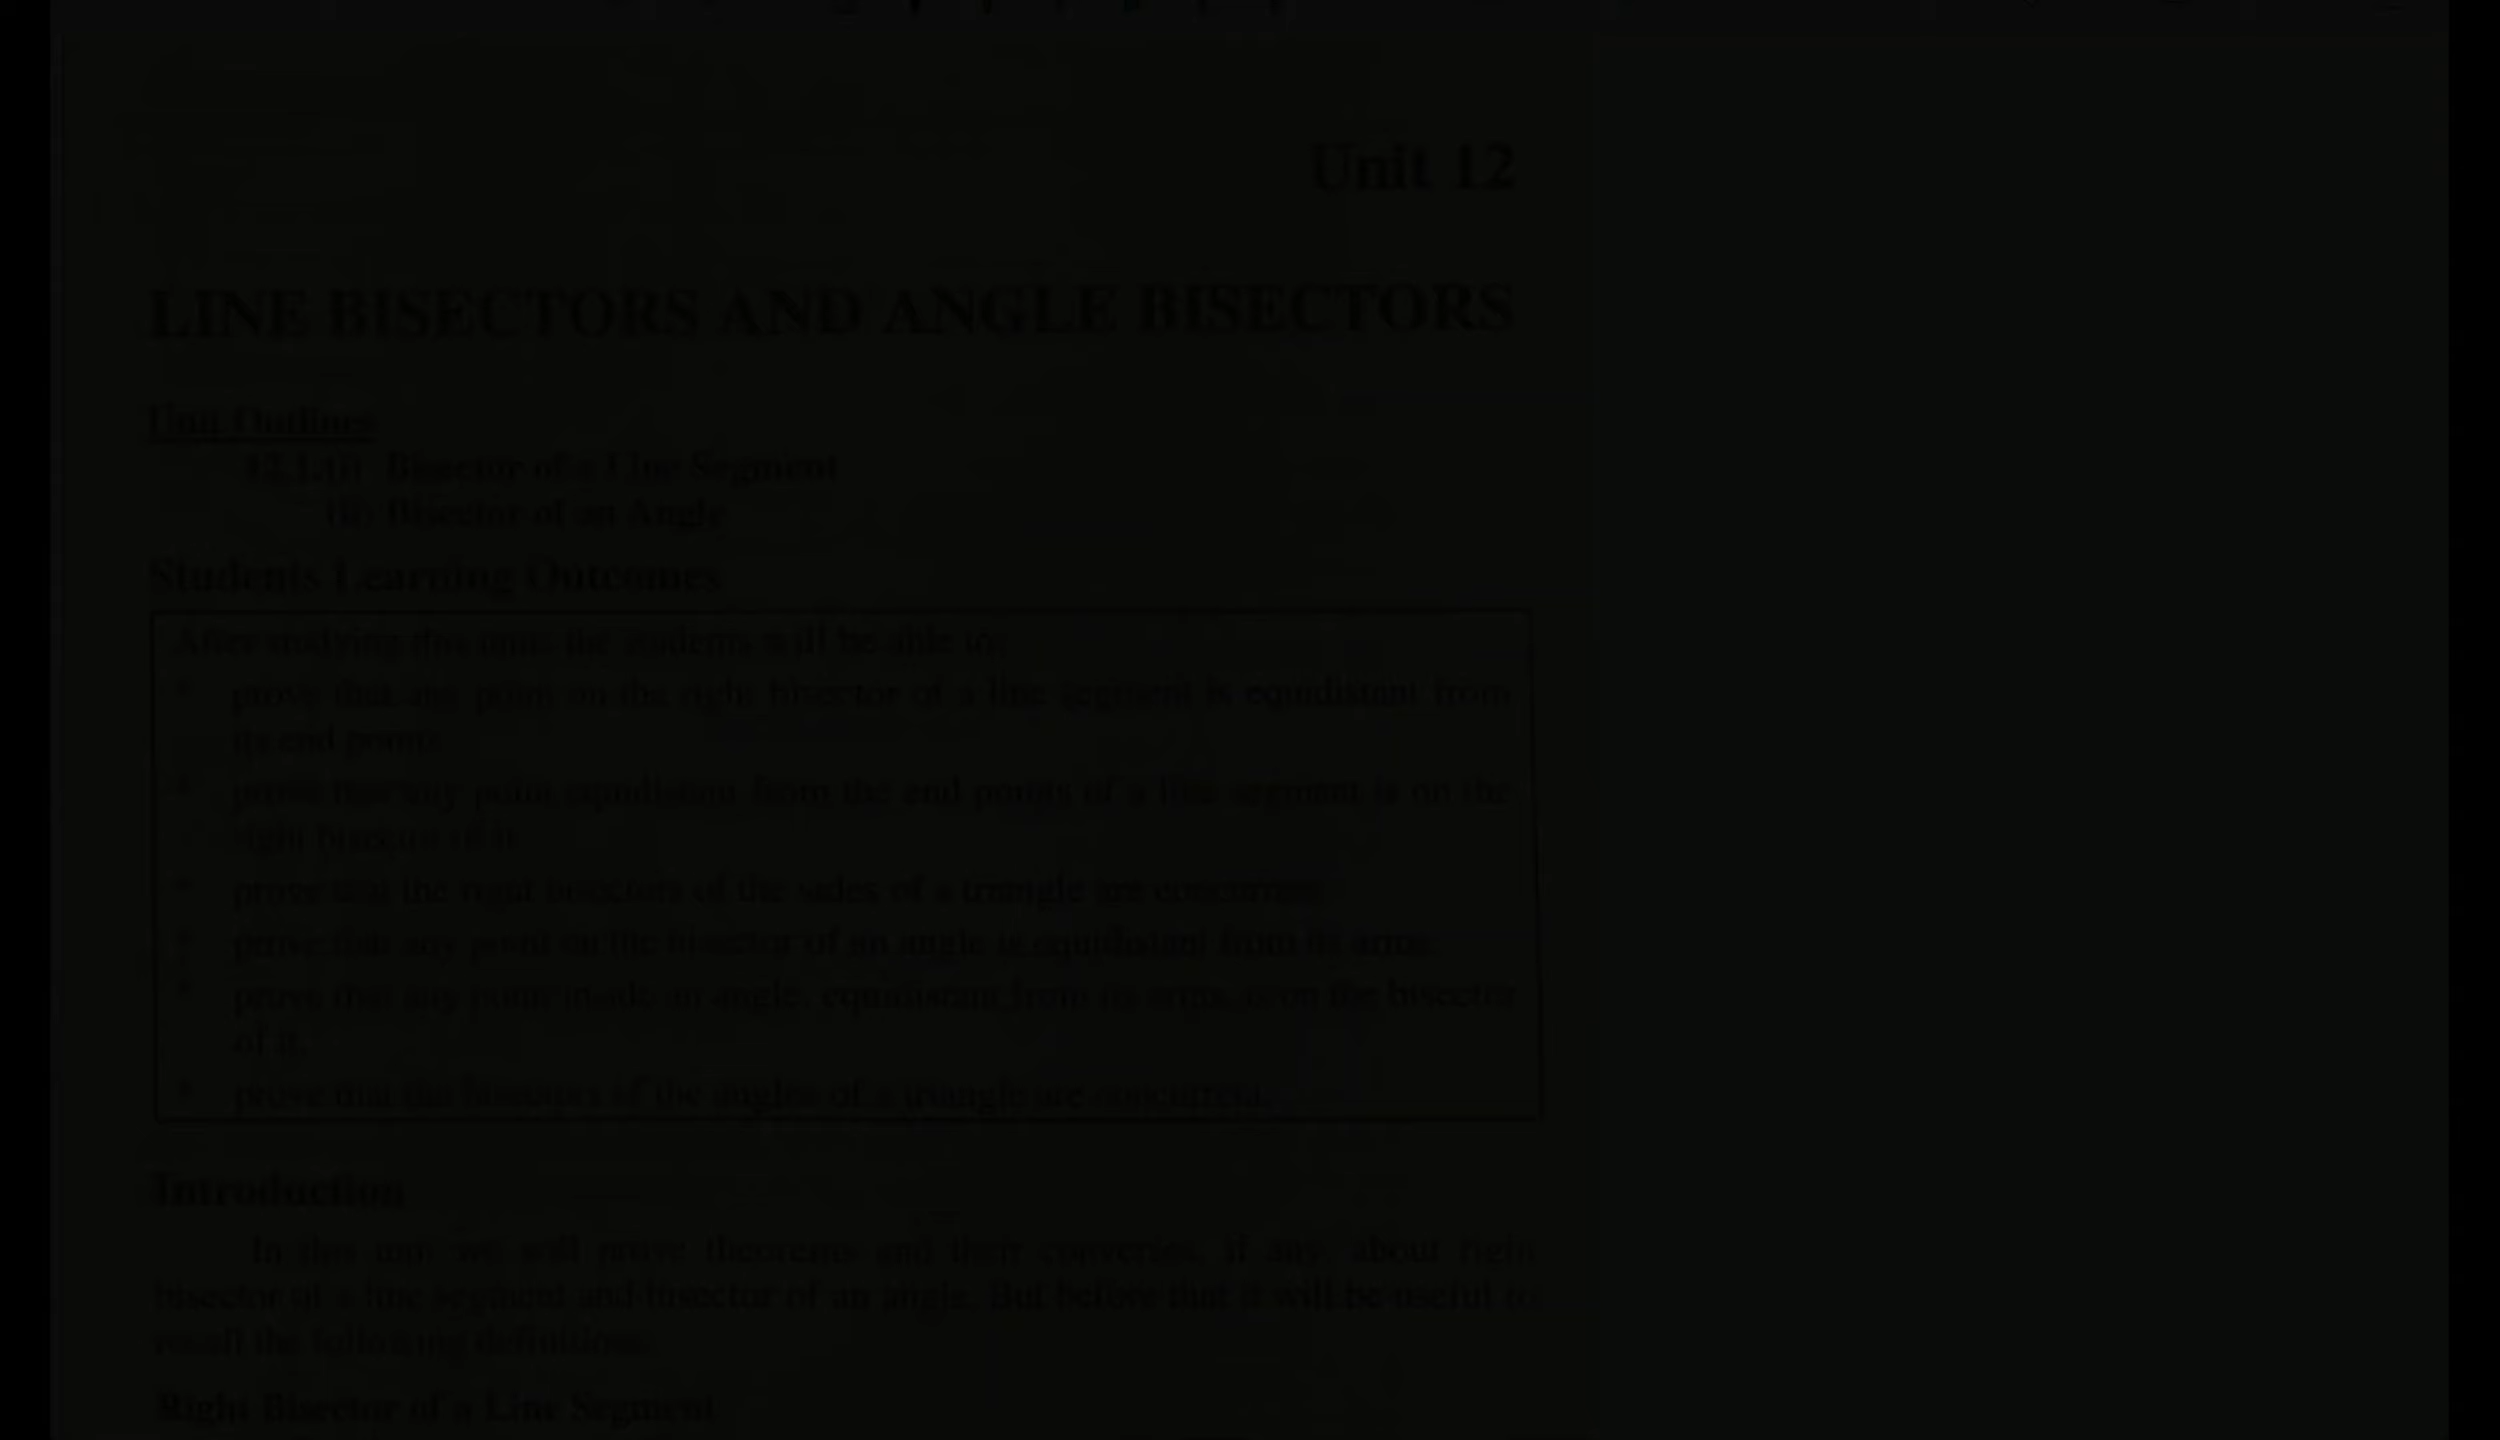 Unit 12
LINE BISECTORS AND ANGLE BISECTORS
Unit Outlines
12.1.(i) Bisector of a Line Segment
(ii) Bisector of an Angle
Students Learning Outcomes
After studying this unit, the students will be able to:
* prove that any point on the right bisector of a line segment is equidistant from
its end points.
* prove that any point equidistant from the end points of a line segment is on the
right bisector of it.
* prove that the right bisectors of the sides of a triangle are concurrent.
* prove that any point on the bisector of an angle is equidistant from its arms.
* prove that any point inside an angle, equidistant from its arms, is on the bisector
of it.
* prove that the bisectors of the angles of a triangle are concurrent.
Introduction
In this unit we will prove theorems and their converses, if any, about right
bisector of a line segment and bisector of an angle. But before that it will be useful to
recall the following definitions:
Right Bisector of a Line Segment